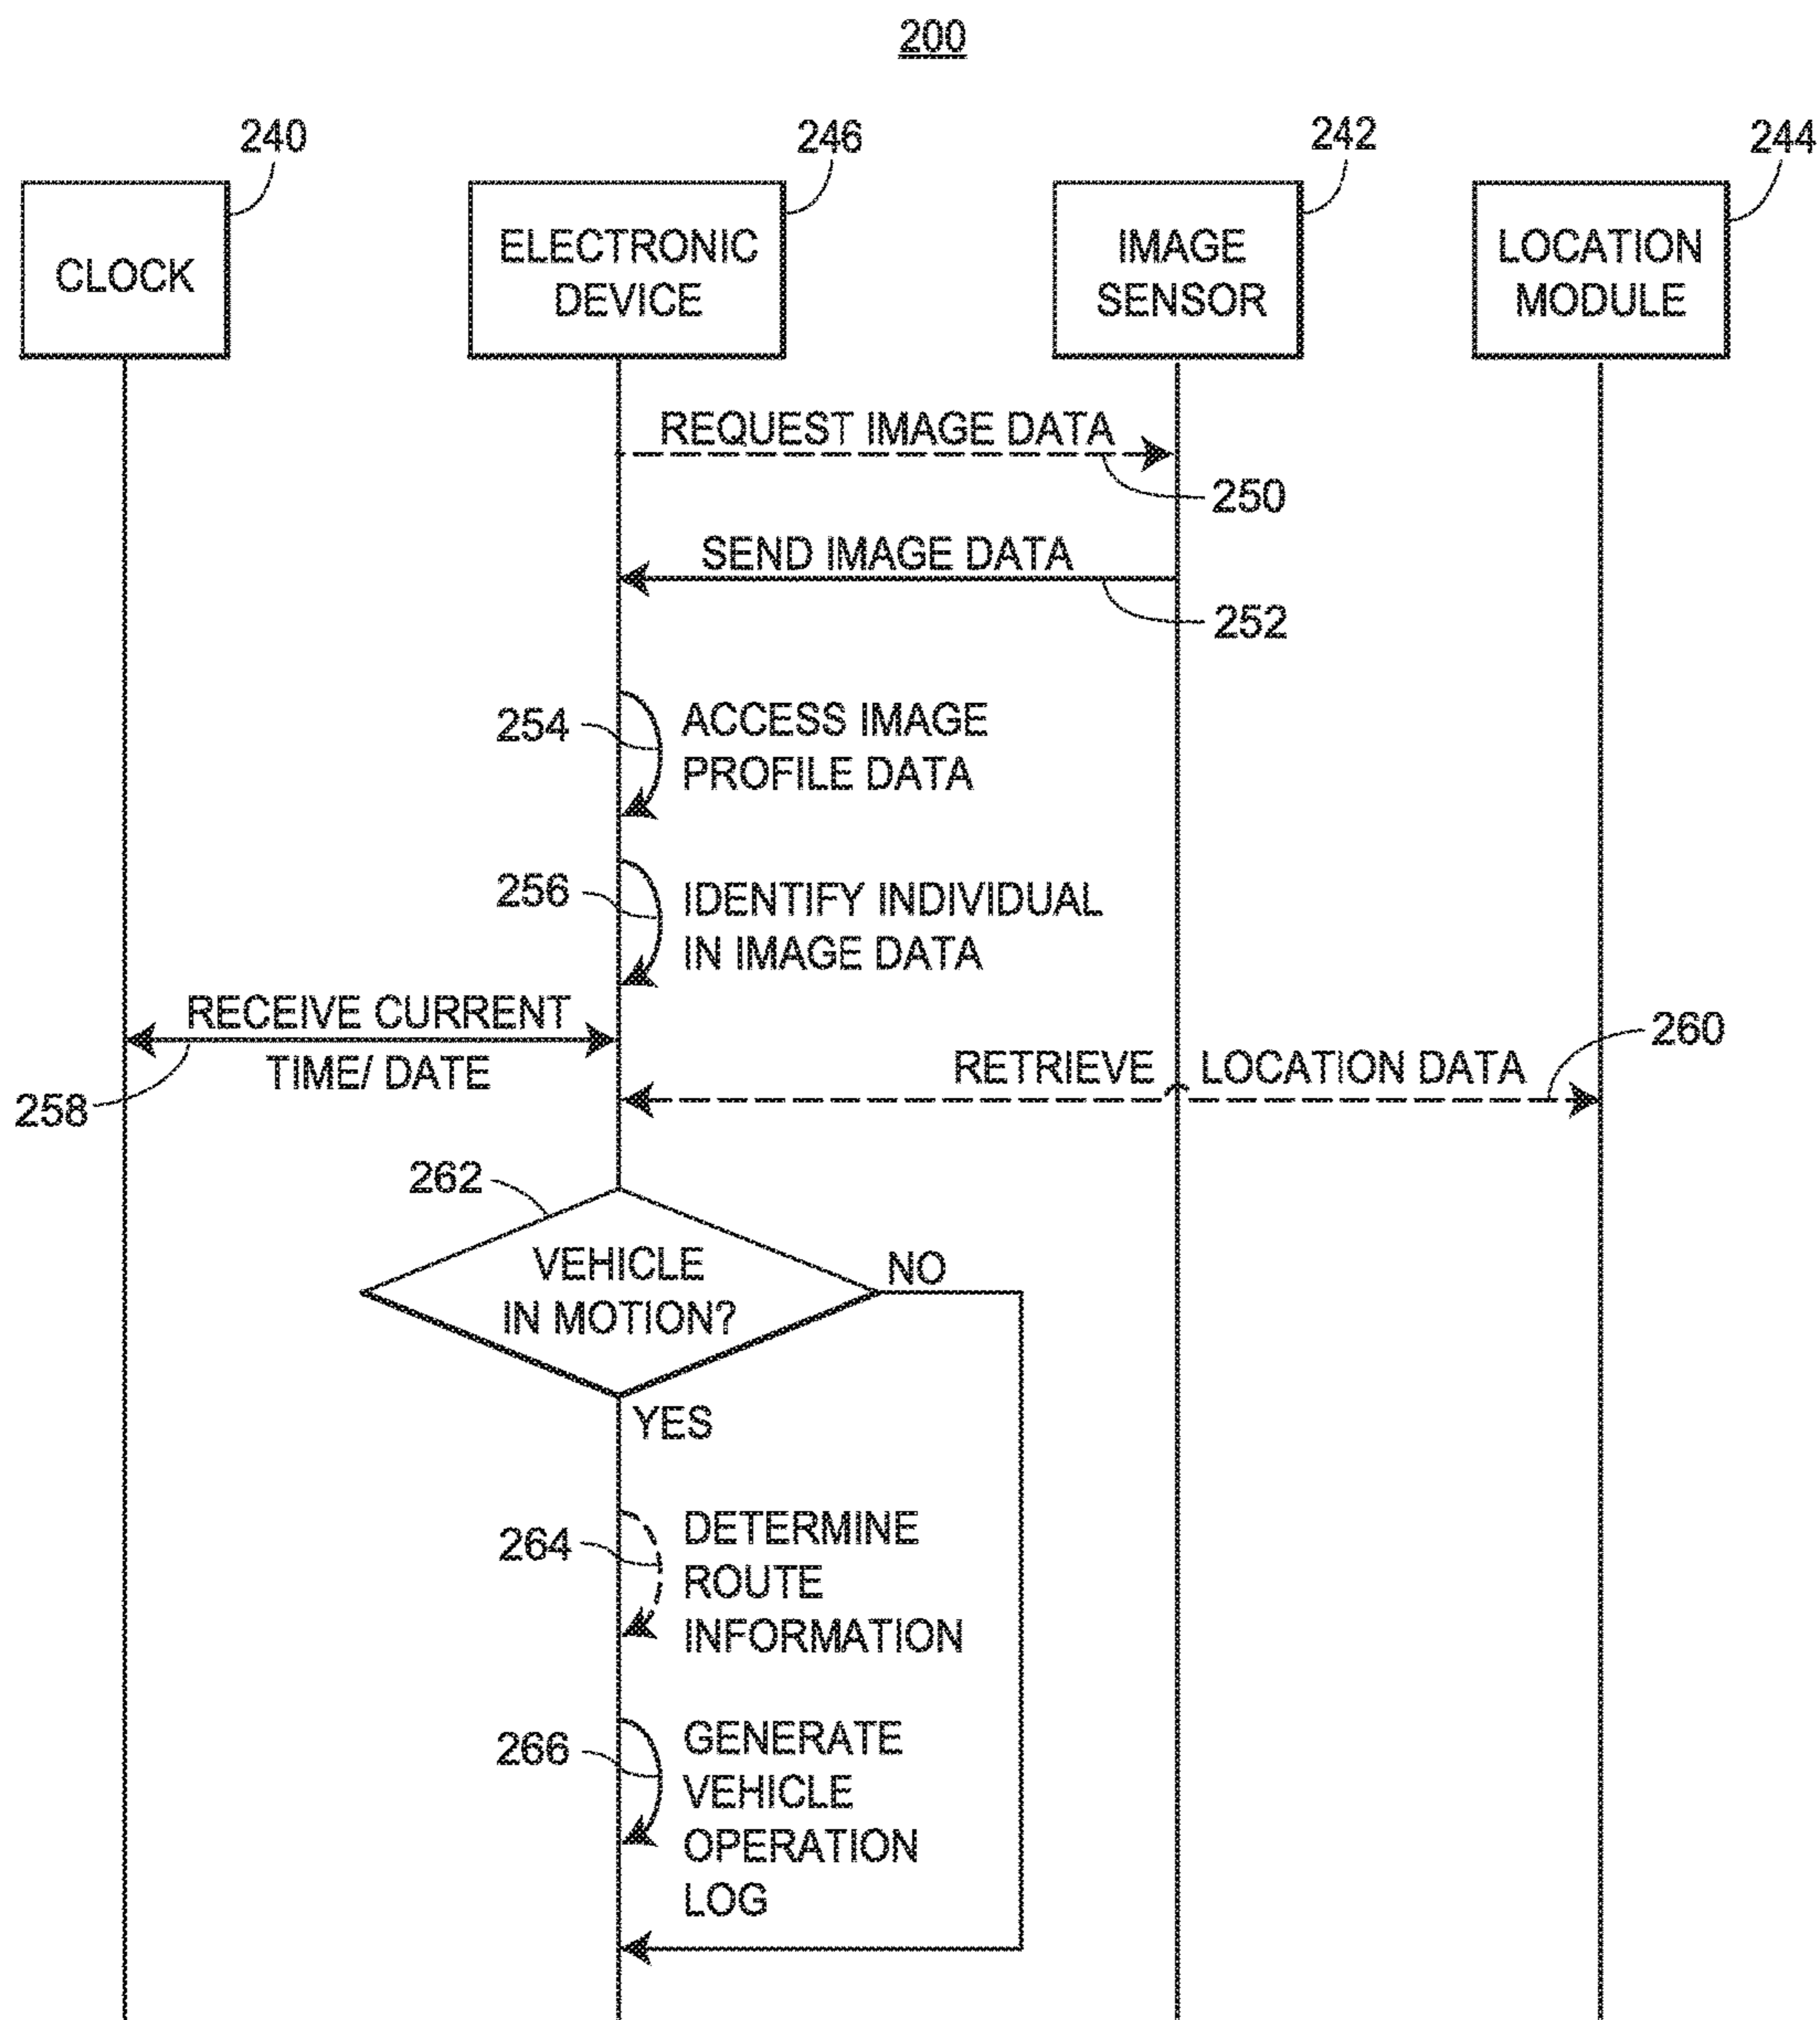 200
240
246
242
244
CLOCK
ELECTRONIC
DEVICE
IMAGE
SENSOR
LOCATION
MODULE
REQUEST IMAGE DATA
250
SEND IMAGE DATA
252
254
ACCESS IMAGE
PROFILE DATA
256
IDENTIFY INDIVIDUAL
IN IMAGE DATA
RECEIVE CURRENT
TIME/ DATE
258
260
RETRIEVE LOCATION DATA
262
VEHICLE
IN MOTION?
NO
YES
264
DETERMINE
ROUTE
INFORMATION
266
GENERATE
VEHICLE
OPERATION
LOG